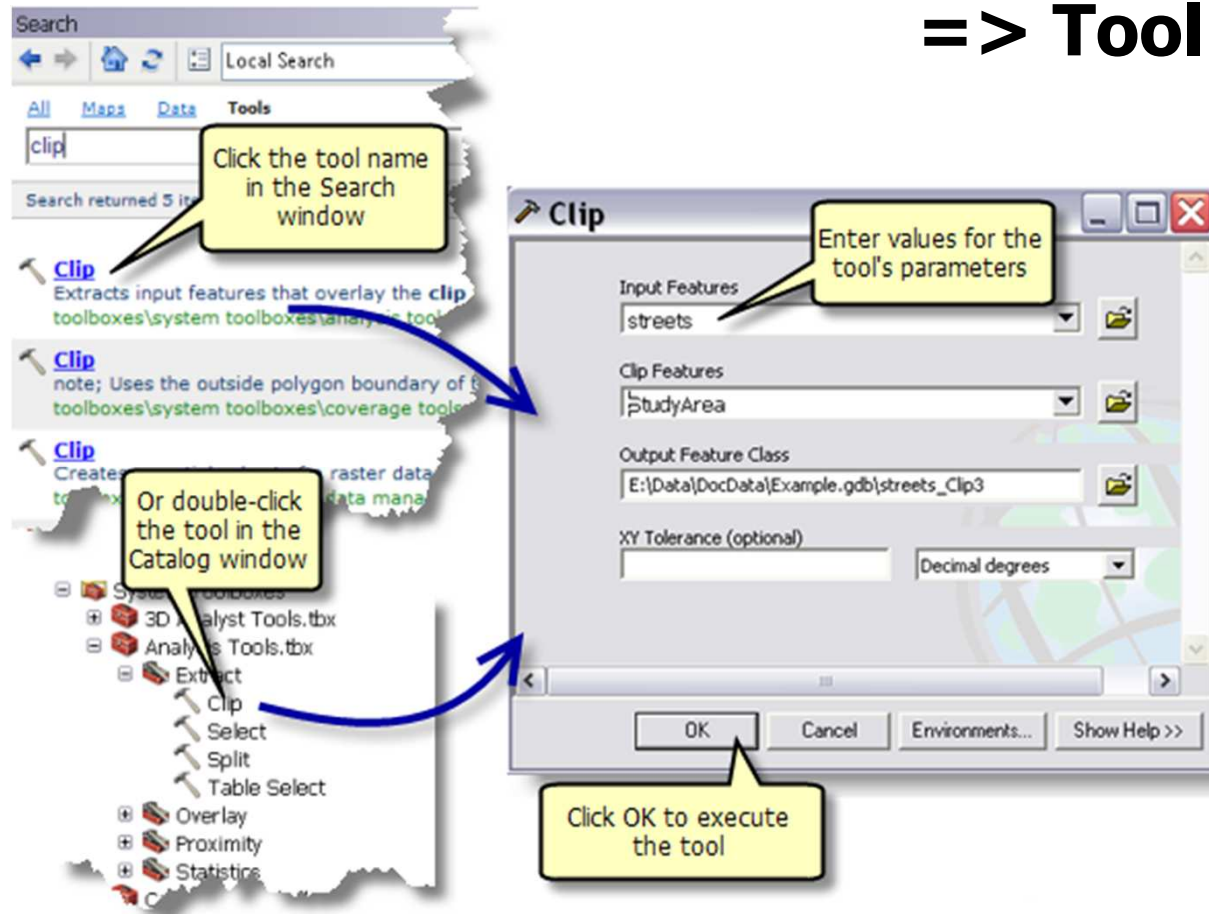 => Tool
Search
Local Search
All Maps Data Tools
clip
Click the tool name
in the Search
window
Search returned 5
Clip
Extracts input features that overlay the clip
toolboxes\system toolboxes\analysis
Clip
note; Uses the outside polygon boundary of
toolboxes\system toolboxes\coverage tools
Clip
raster data
Or double-click
the tool in the
Catalog window
3D Analyst Tools.tbx
Analysis Tools.tbx
Extract
Clip
Select
Split
Table Select
Overlay
Proximity
Statistics
Clip
Enter values for the
tool's parameters
Input Features
streets
Clip Features
StudyArea
Output Feature Class
E:\Data\DocData\Example.gdb\streets_Clip3
XY Tolerance (optional)
Decimal degrees
OK Cancel Environments... Show Help >>
Click OK to execute
the tool